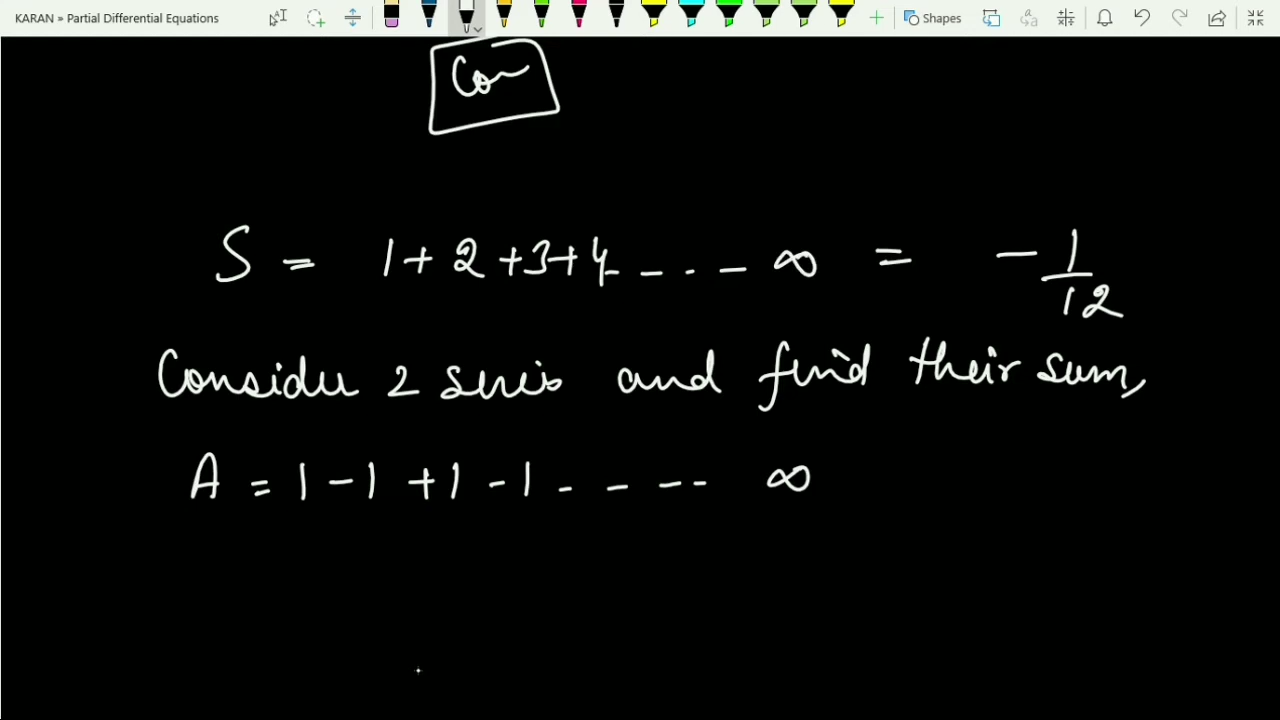 KARAN » Partial Differential Equations
Shapes
Con
S = 1+2+3+4 - - - - ∞ = - 1/12
Consider 2 series and find their sum,
A = 1 - 1 + 1 - 1 - - - - ∞